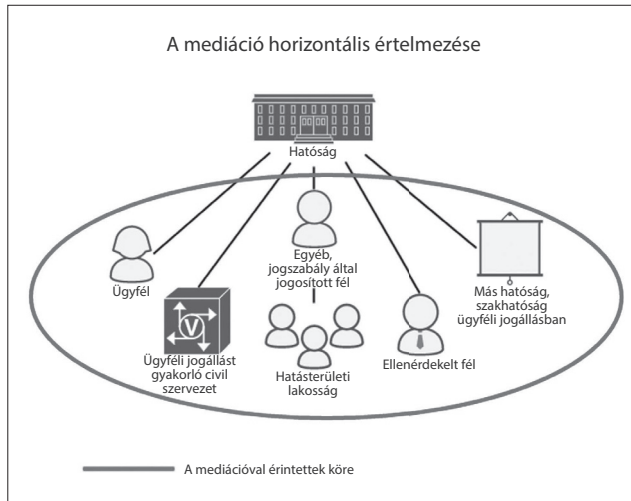 A mediáció horizontális értelmezése
Hatóság
Ügyfél
Egyéb,
jogszabály által
jogosított fél
Más hatóság,
szakhatóság
ügyféli jogállásban
V
Ügyféli jogállást
gyakorló civil
szervezet
Hatásterületi
lakosság
Ellenérdekelt fél
A mediációval érintettek köre